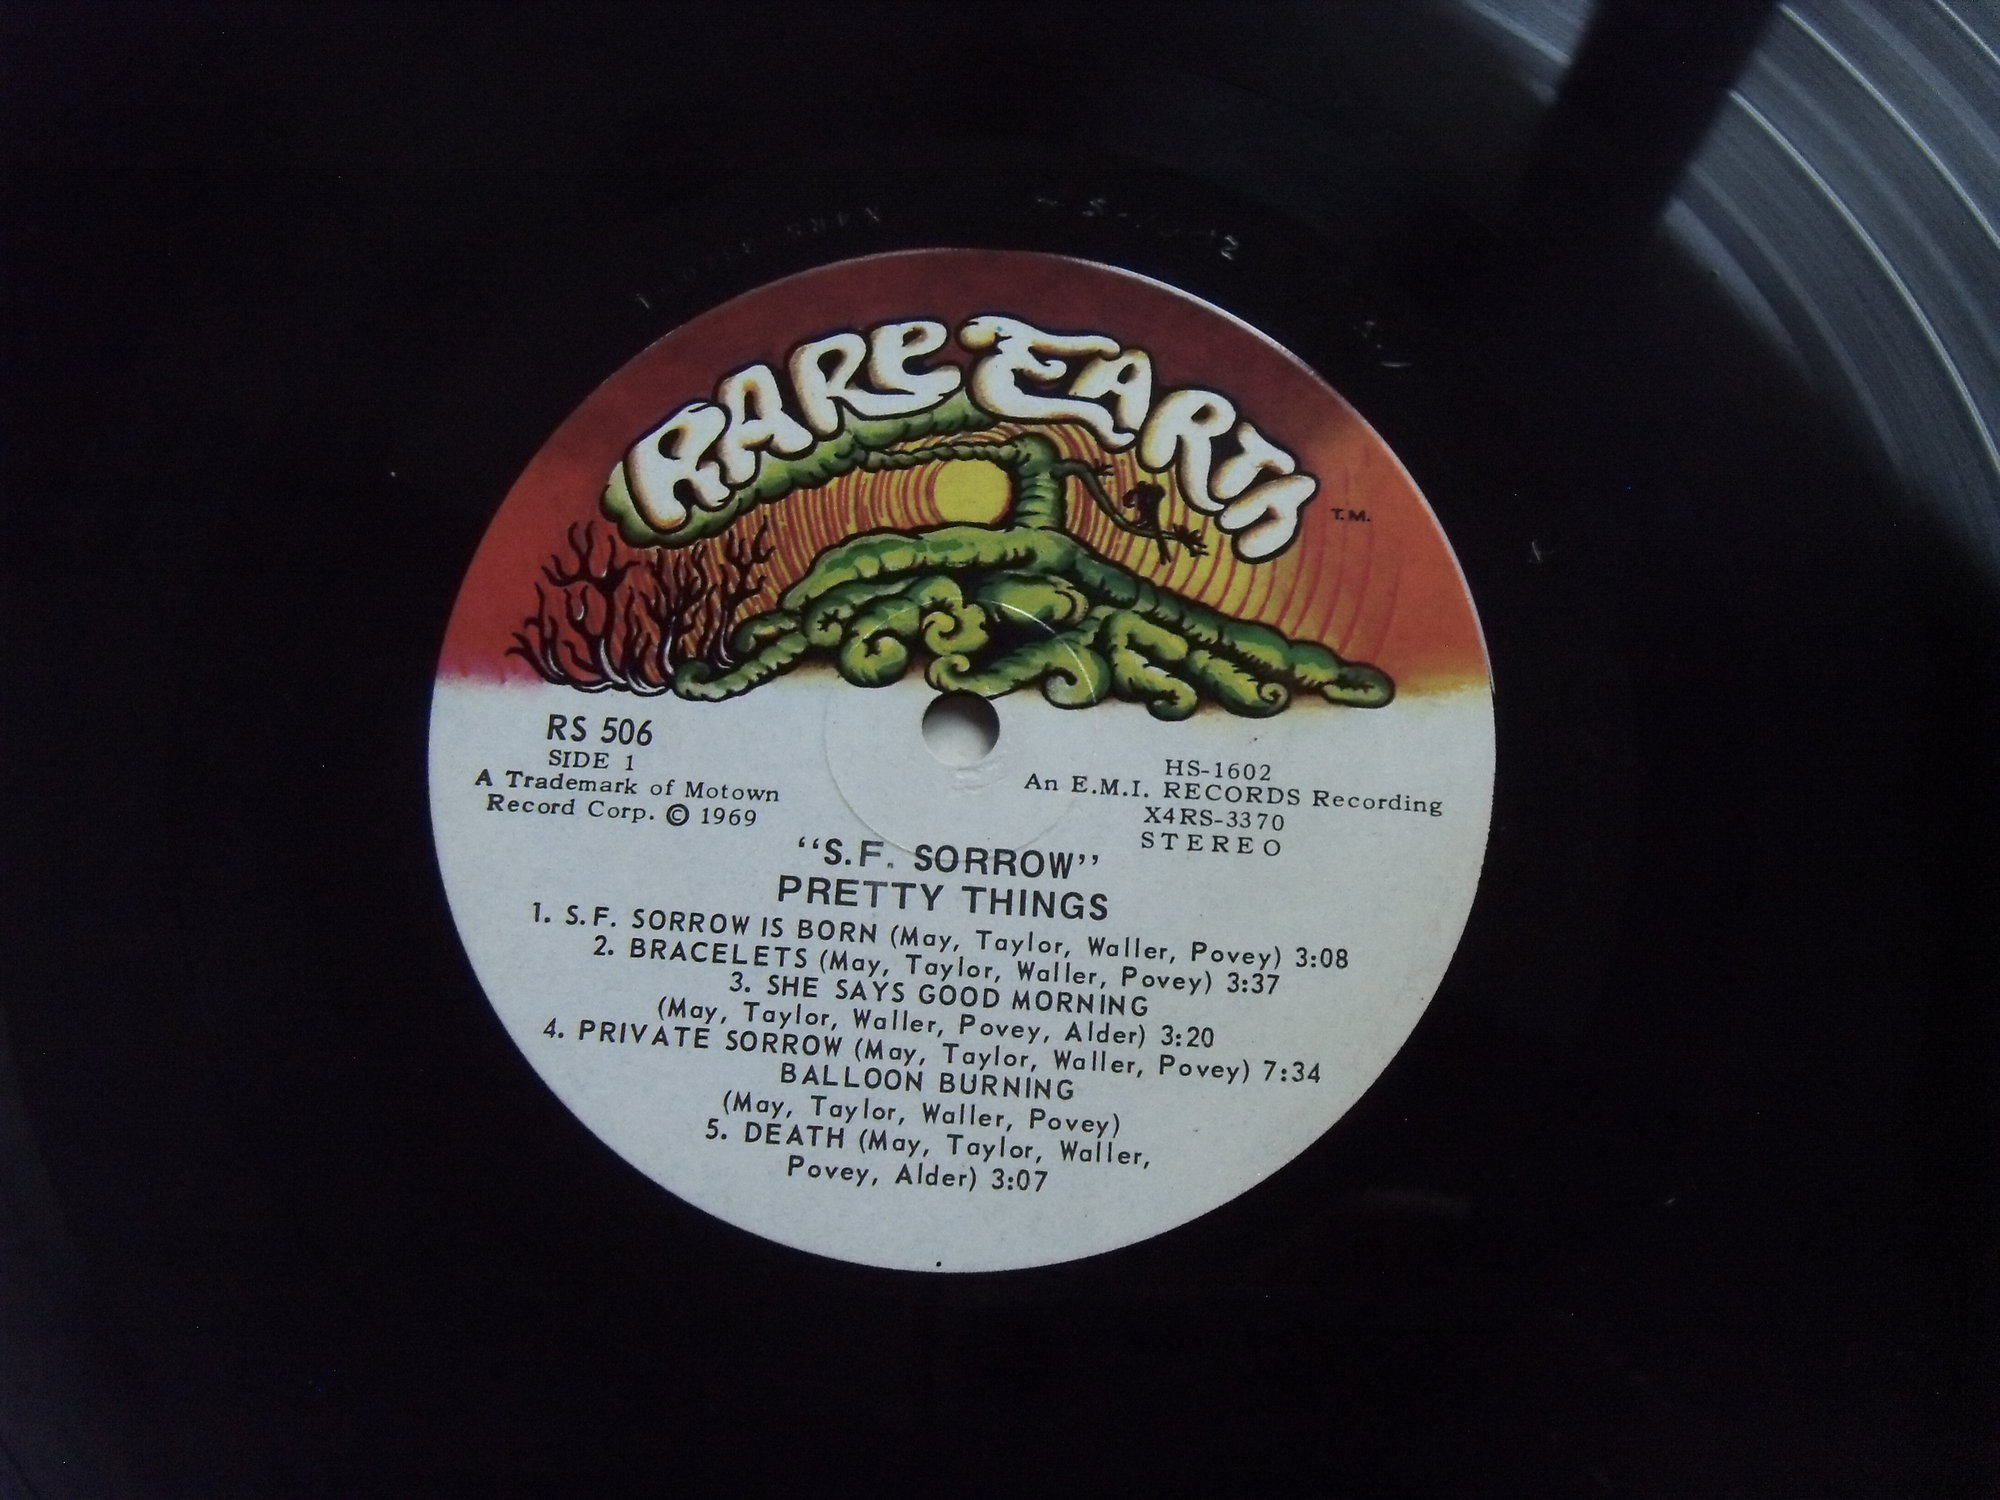 RARE EARTH
T.M.
RS 506
SIDE 1
A Trademark of Motown
Record Corp. © 1969
HS-1602
An E.M.I. RECORDS Recording
X4RS-3370
STEREO
“S.F. SORROW”
PRETTY THINGS
1. S.F. SORROW IS BORN (May, Taylor, Waller, Povey) 3:08
2. BRACELETS (May, Taylor, Waller, Povey) 3:37
3. SHE SAYS GOOD MORNING
(May, Taylor, Waller, Povey, Alder) 3:20
4. PRIVATE SORROW (May, Taylor, Waller, Povey) 7:34
BALLOON BURNING
(May, Taylor, Waller, Povey)
5. DEATH (May, Taylor, Waller,
Povey, Alder) 3:07